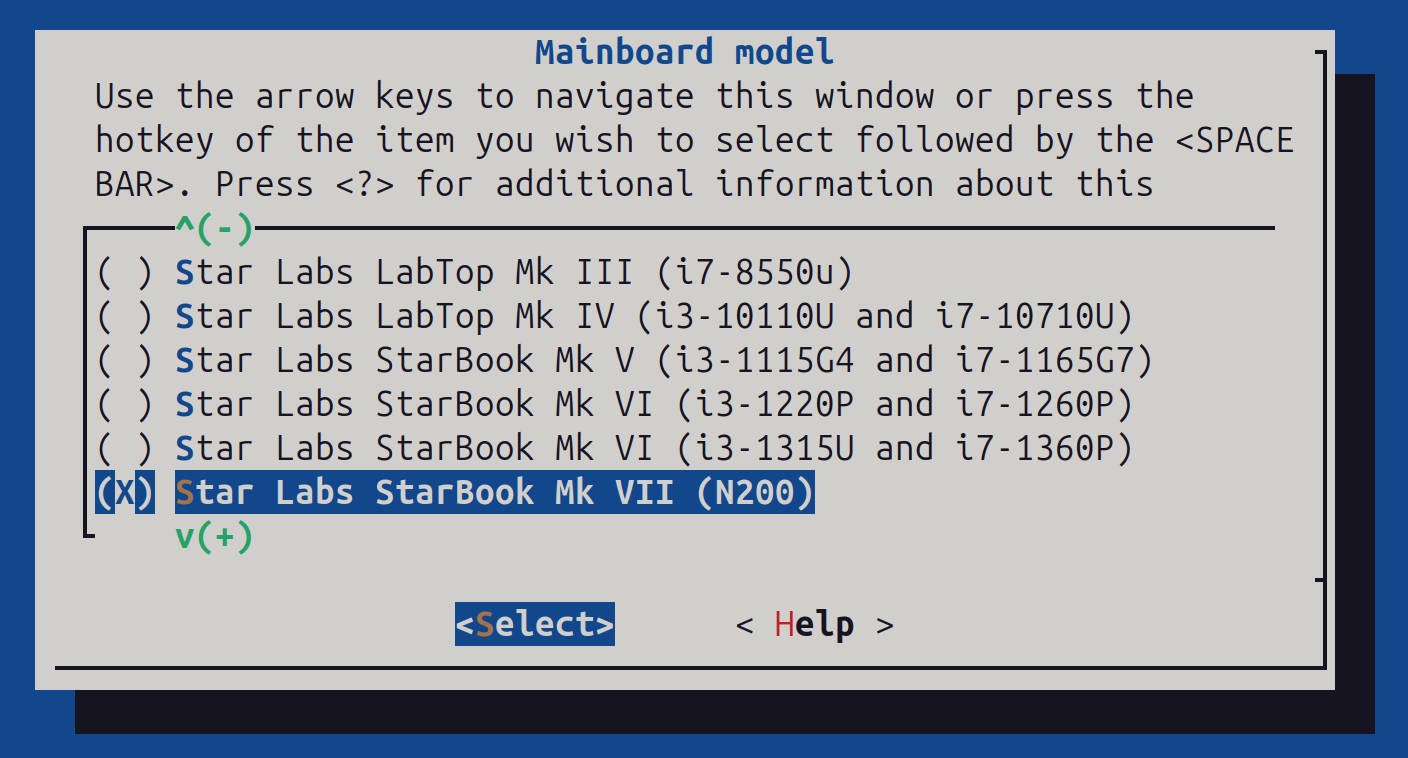 Mainboard model
Use the arrow keys to navigate this window or press the
hotkey of the item you wish to select followed by the <SPACE
BAR>. Press <?> for additional information about this
^(-)
( ) Star Labs LabTop Mk III (i7-8550u)
( ) Star Labs LabTop Mk IV (i3-10110U and i7-10710U)
( ) Star Labs StarBook Mk V (i3-1115G4 and i7-1165G7)
( ) Star Labs StarBook Mk VI (i3-1220P and i7-1260P)
( ) Star Labs StarBook Mk VI (i3-1315U and i7-1360P)
(X) Star Labs StarBook Mk VII (N200)
v(+)
<Select> < Help >